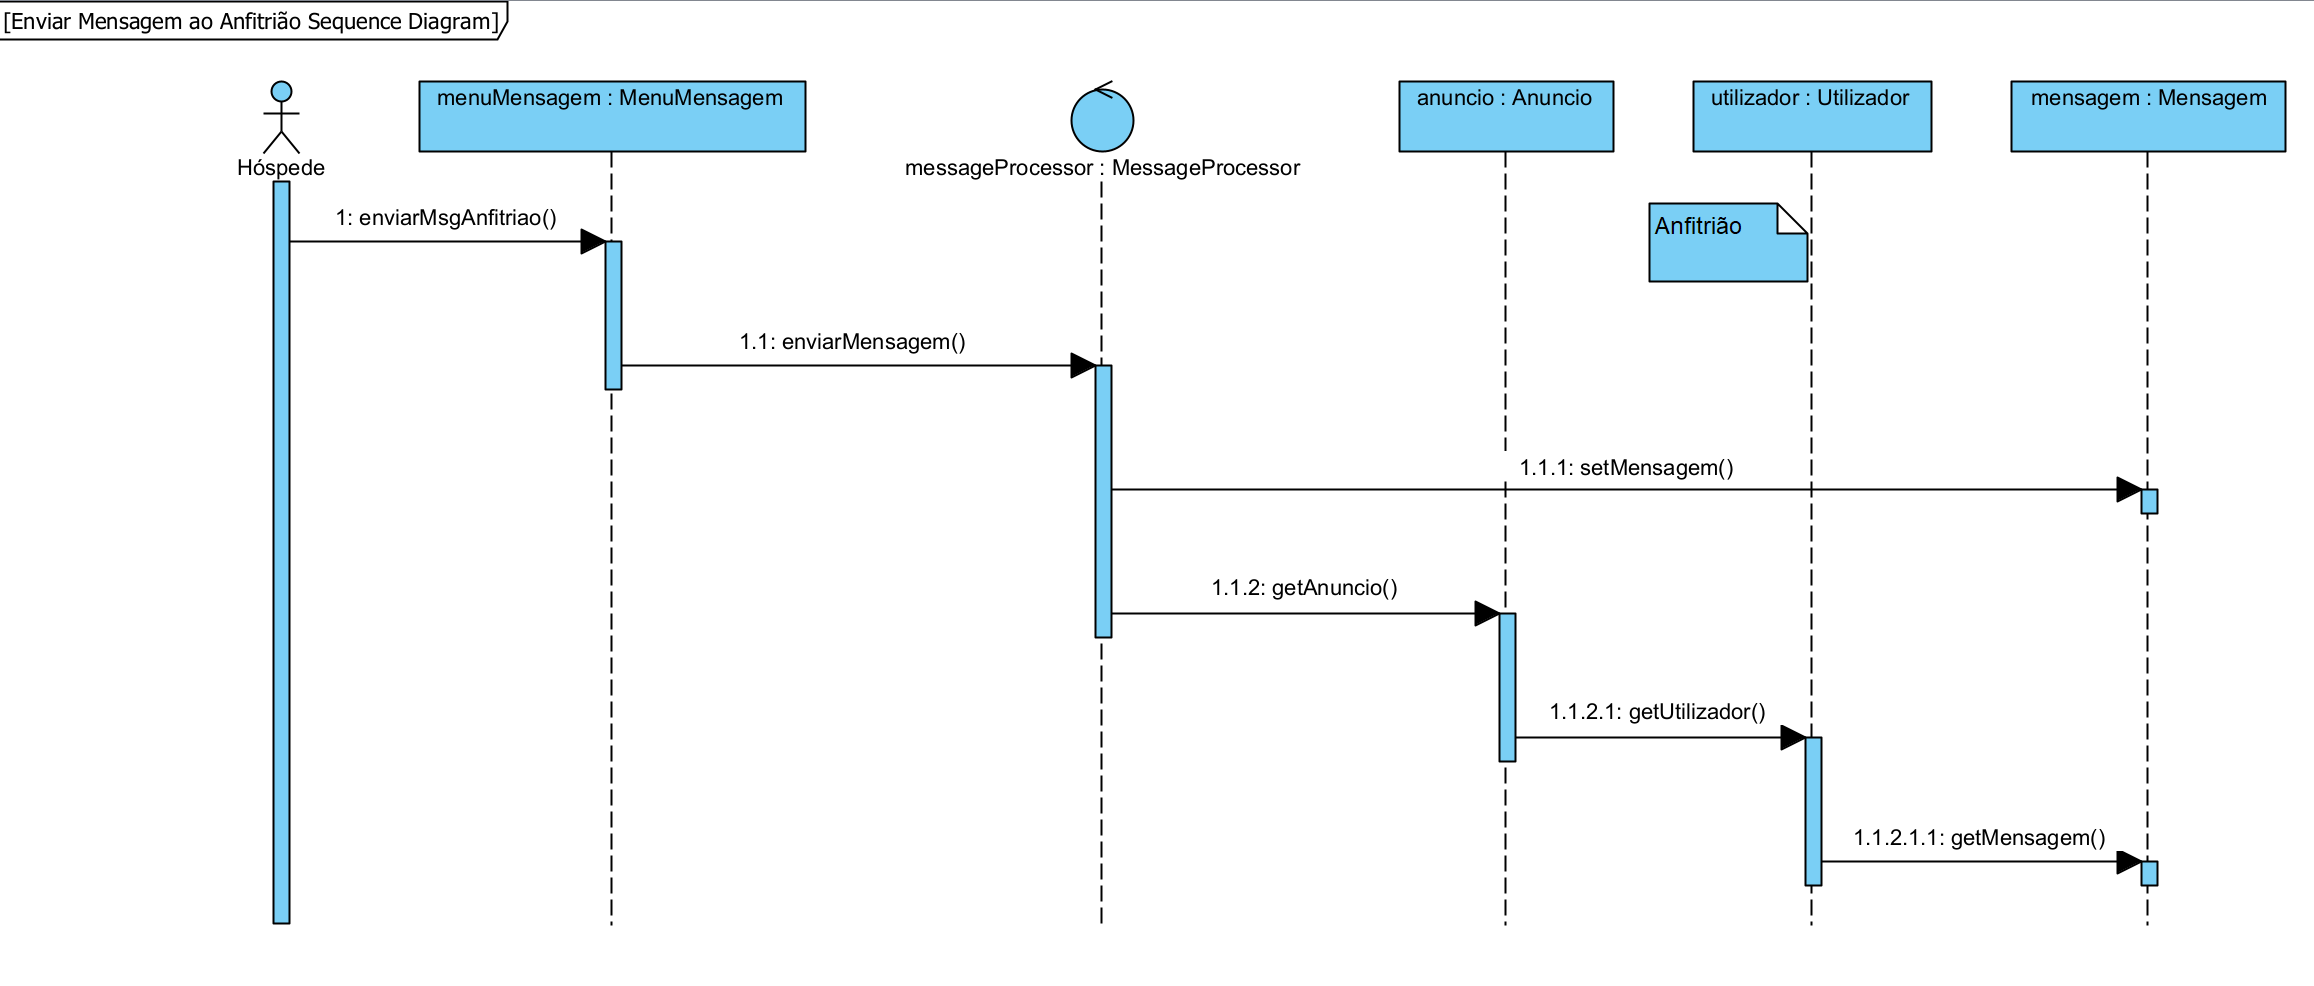 [Enviar Mensagem ao Anfitrião Sequence Diagram]
Hóspede
menuMensagem : MenuMensagem
messageProcessor : MessageProcessor
anuncio : Anuncio
utilizador : Utilizador
mensagem : Mensagem
Anfitrião
1: enviarMsgAnfitriao()
1.1: enviarMensagem()
1.1.1: setMensagem()
1.1.2: getAnuncio()
1.1.2.1: getUtilizador()
1.1.2.1.1: getMensagem()